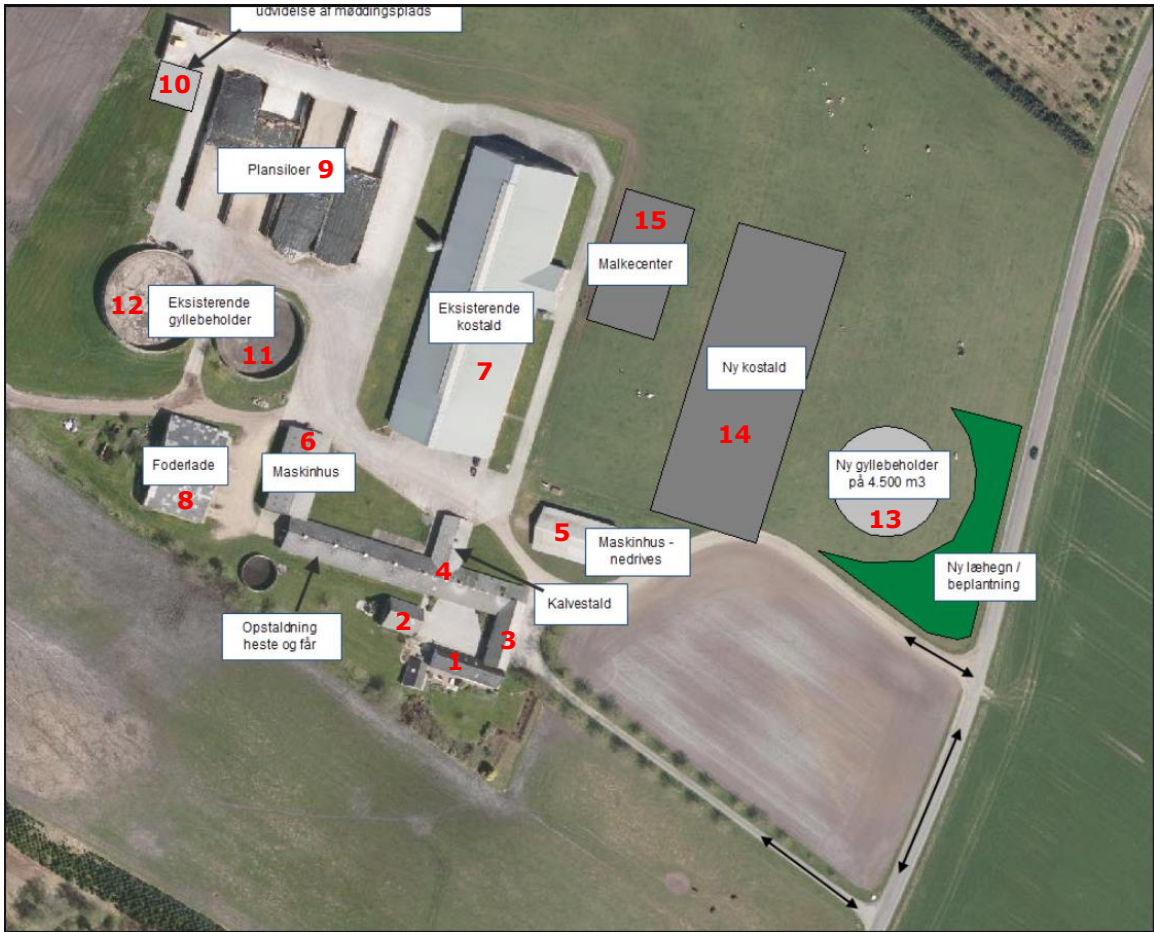 udvidelse af møddingsplads
10
Plansiloer 9
15
Malkecenter
12
Eksisterende
gyllebeholder
11
Eksisterende
kostald
7
Ny kostald
14
6
Maskinhus
Foderlade
8
Ny gyllebeholder
på 4.500 m3
13
5
Maskinhus -
nedrives
Ny læhegn /
beplantning
4
Kalvestald
Opstaldning
heste og får
2
3
1